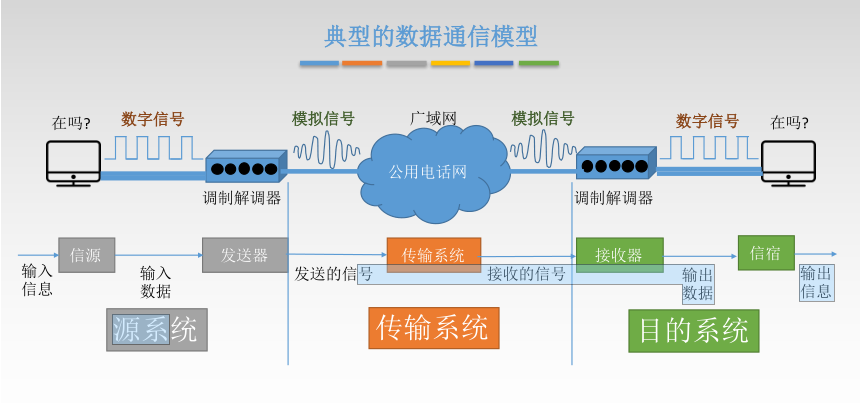 典型的数据通信模型
在吗?
数字信号
模拟信号
广域网
模拟信号
数字信号
在吗?
公用电话网
调制解调器
调制解调器
输入
信息
信源
输入
数据
发送器
发送的信号
传输系统
接收的信号
接收器
输出
数据
信宿
输出
信息
源系统
传输系统
目的系统